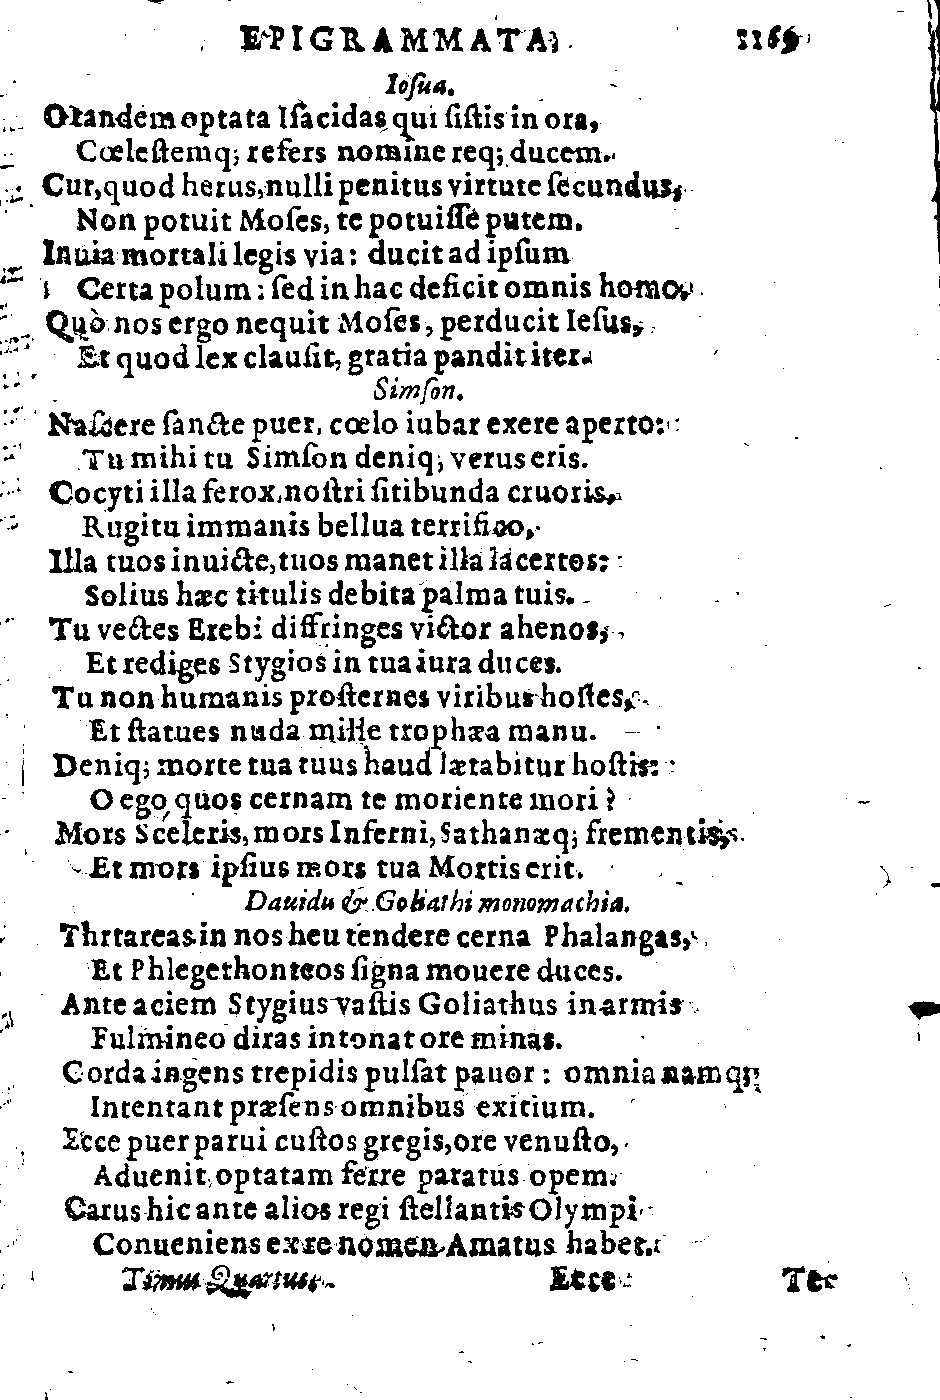 EPIGRAMMATA. 1169
Ioſua.
O tandem optata Iſacidas qui ſiſtis in ora,
Cœleſtemq; refers nomine req; ducem.
Cur, quod herus, nulli penitus virtute ſecundus,
Non potuit Moſes, te potuiſſe putem.
Inuia mortali legis via: ducit ad ipſum
Certa polum: ſed in hac deficit omnis homo.
Quò nos ergo nequit Moſes, perducit Ieſus,
Et quod lex clauſit, gratia pandit iter.
Simſon.
Naſcere ſancte puer, cœlo iubar exere aperto:
Tu mihi tu Simſon deniq; verus eris.
Cocyti illa ferox, noſtri ſitibunda cruoris,
Rugitu immanis bellua terrifico,
Illa tuos inuicte, tuos manet illa lacertos:
Solius hæc titulis debita palma tuis.
Tu vectes Erebi diffringes victor ahenos,
Et rediges Stygios in tua iura duces.
Tu non humanis proſternes viribus hoſtes,
Et ſtatues nuda mille trophæa manu.
Deniq; morte tua tuus haud lætabitur hoſtis:
O ego, quos cernam te moriente mori?
Mors Sceleris, mors Inferni, Sathanæq; frementis,
Et mors ipſius mors tua Mortis erit.
Dauidu & Goliathi monomachia.
Thrtareas in nos heu tendere cerna Phalangas,
Et Phlegethonteos ſigna mouere duces.
Ante aciem Stygius vaſtis Goliathus in armis
Fulmineo diras intonat ore minas.
Corda ingens trepidis pulſat pauor: omnia namq;
Intentant præſens omnibus exitium.
Ecce puer parui cuſtos gregis, ore venuſto,
Aduenit, optatam ferre paratus opem.
Carus hic ante alios regi ſtellantis Olympi
Conueniens ex re nomen Amatus habet.
Tomus Quartus. Ecce Te